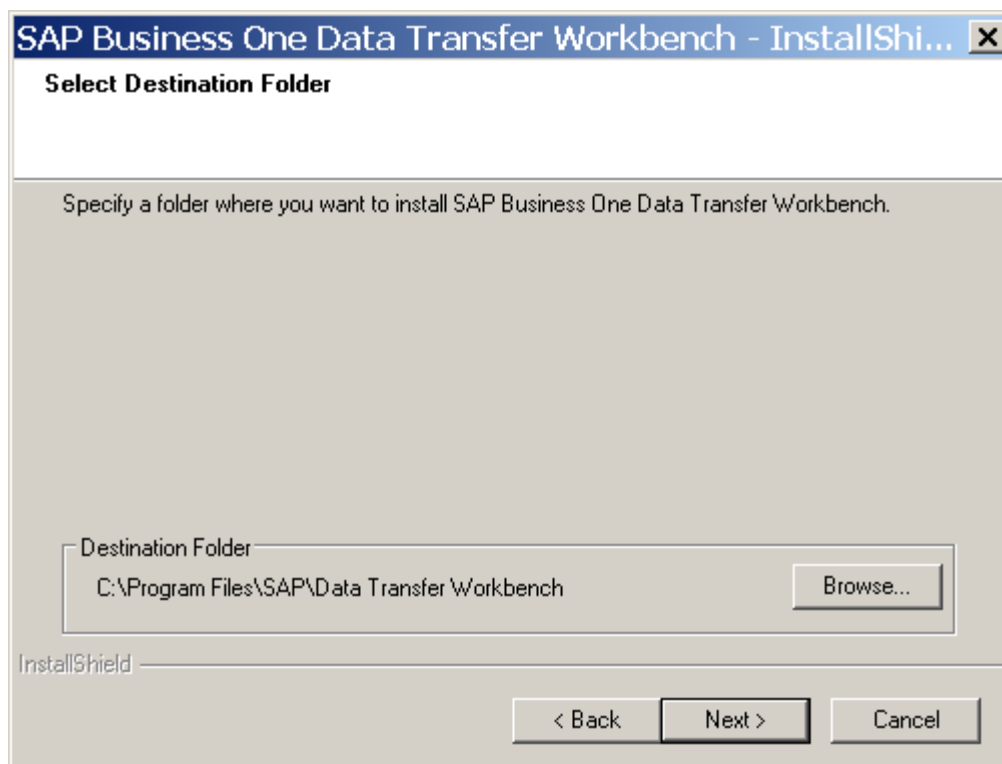 SAP Business One Data Transfer Workbench - InstallShi...
Select Destination Folder
Specify a folder where you want to install SAP Business One Data Transfer Workbench.
Destination Folder
C:\Program Files\SAP\Data Transfer Workbench
Browse...
InstallShield
< Back
Next >
Cancel